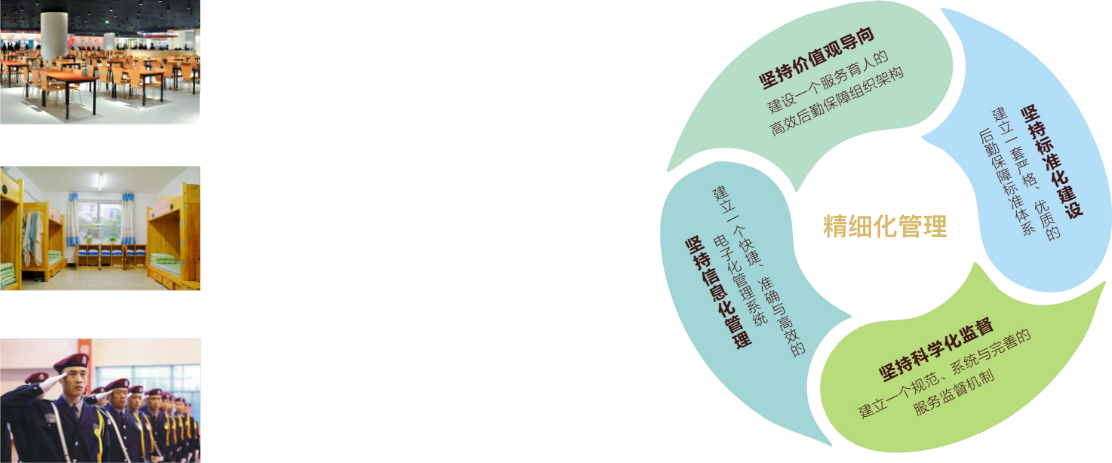 坚持价值观导向
建设一个服务育人的
高效后勤保障组织架构
坚持标准化建设
建立一套严格、优质的
后勤保障标准体系
精细化管理
坚持科学化监督
建立一个规范、系统与完善的
服务监督机制
坚持信息化管理
建立一个快捷、准确与高效的
电子化管理系统